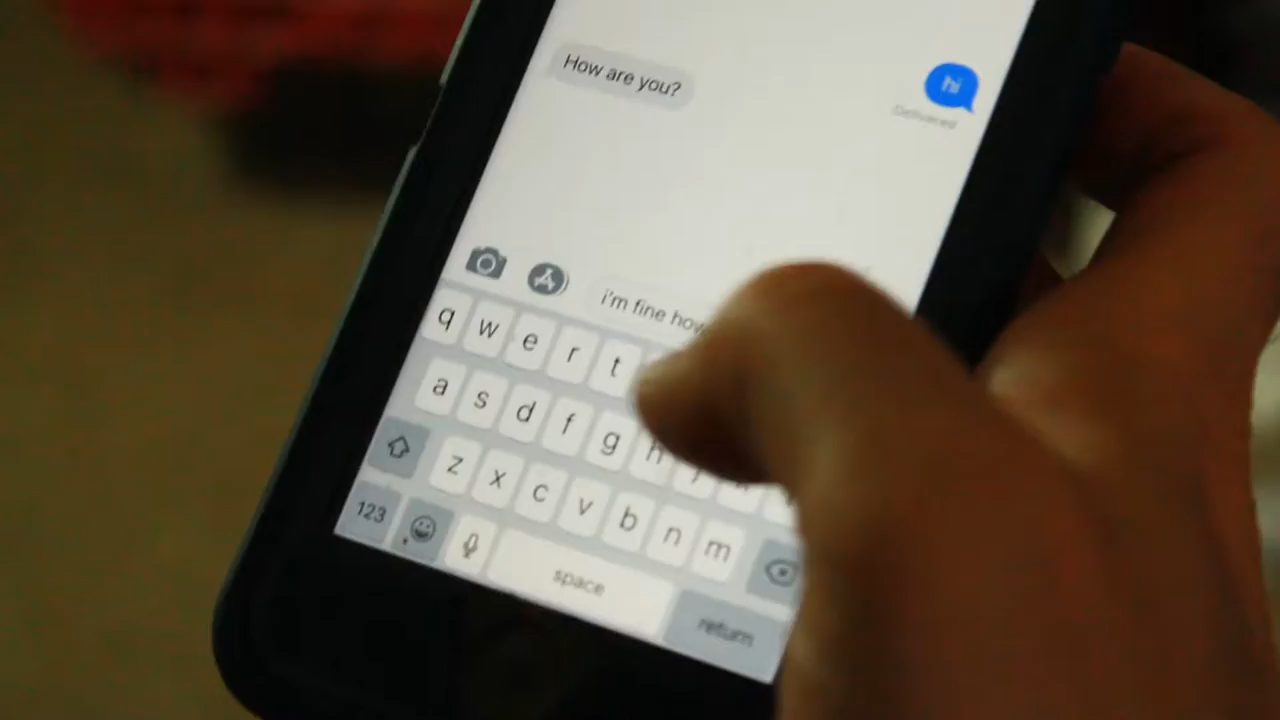 hi
Delivered
How are you?
i'm fine how
q w e r t
a s d f g h
z x c v b n m
123 space return